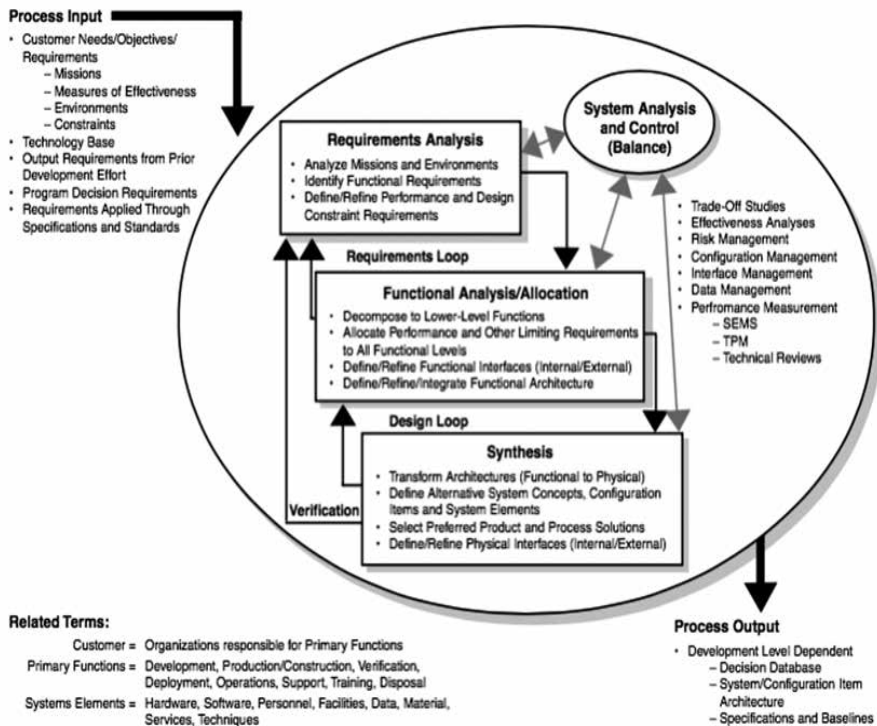 Process Input
• Customer Needs/Objectives/
Requirements
– Missions
– Measures of Effectiveness
– Environments
– Constraints
• Technology Base
• Output Requirements from Prior
Development Effort
• Program Decision Requirements
• Requirements Applied Through
Specifications and Standards
System Analysis
and Control
(Balance)
Requirements Analysis
• Analyze Missions and Environments
• Identify Functional Requirements
• Define/Refine Performance and Design
Constraint Requirements
• Trade-Off Studies
• Effectiveness Analyses
• Risk Management
• Configuration Management
• Interface Management
• Data Management
• Perfromance Measurement
– SEMS
– TPM
– Technical Reviews
Requirements Loop
Functional Analysis/Allocation
• Decompose to Lower-Level Functions
• Allocate Performance and Other Limiting Requirements
to All Functional Levels
• Define/Refine Functional Interfaces (Internal/External)
• Define/Refine/Integrate Functional Architecture
Design Loop
Synthesis
• Transform Architectures (Functional to Physical)
• Define Alternative System Concepts, Configuration
Items and System Elements
• Select Preferred Product and Process Solutions
• Define/Refine Physical Interfaces (Internal/External)
Verification
Related Terms:
Customer = Organizations responsible for Primary Functions
Primary Functions = Development, Production/Construction, Verification,
Deployment, Operations, Support, Training, Disposal
Systems Elements = Hardware, Software, Personnel, Facilities, Data, Material,
Services, Techniques
Process Output
• Development Level Dependent
– Decision Database
– System/Configuration Item
Architecture
– Specifications and Baselines